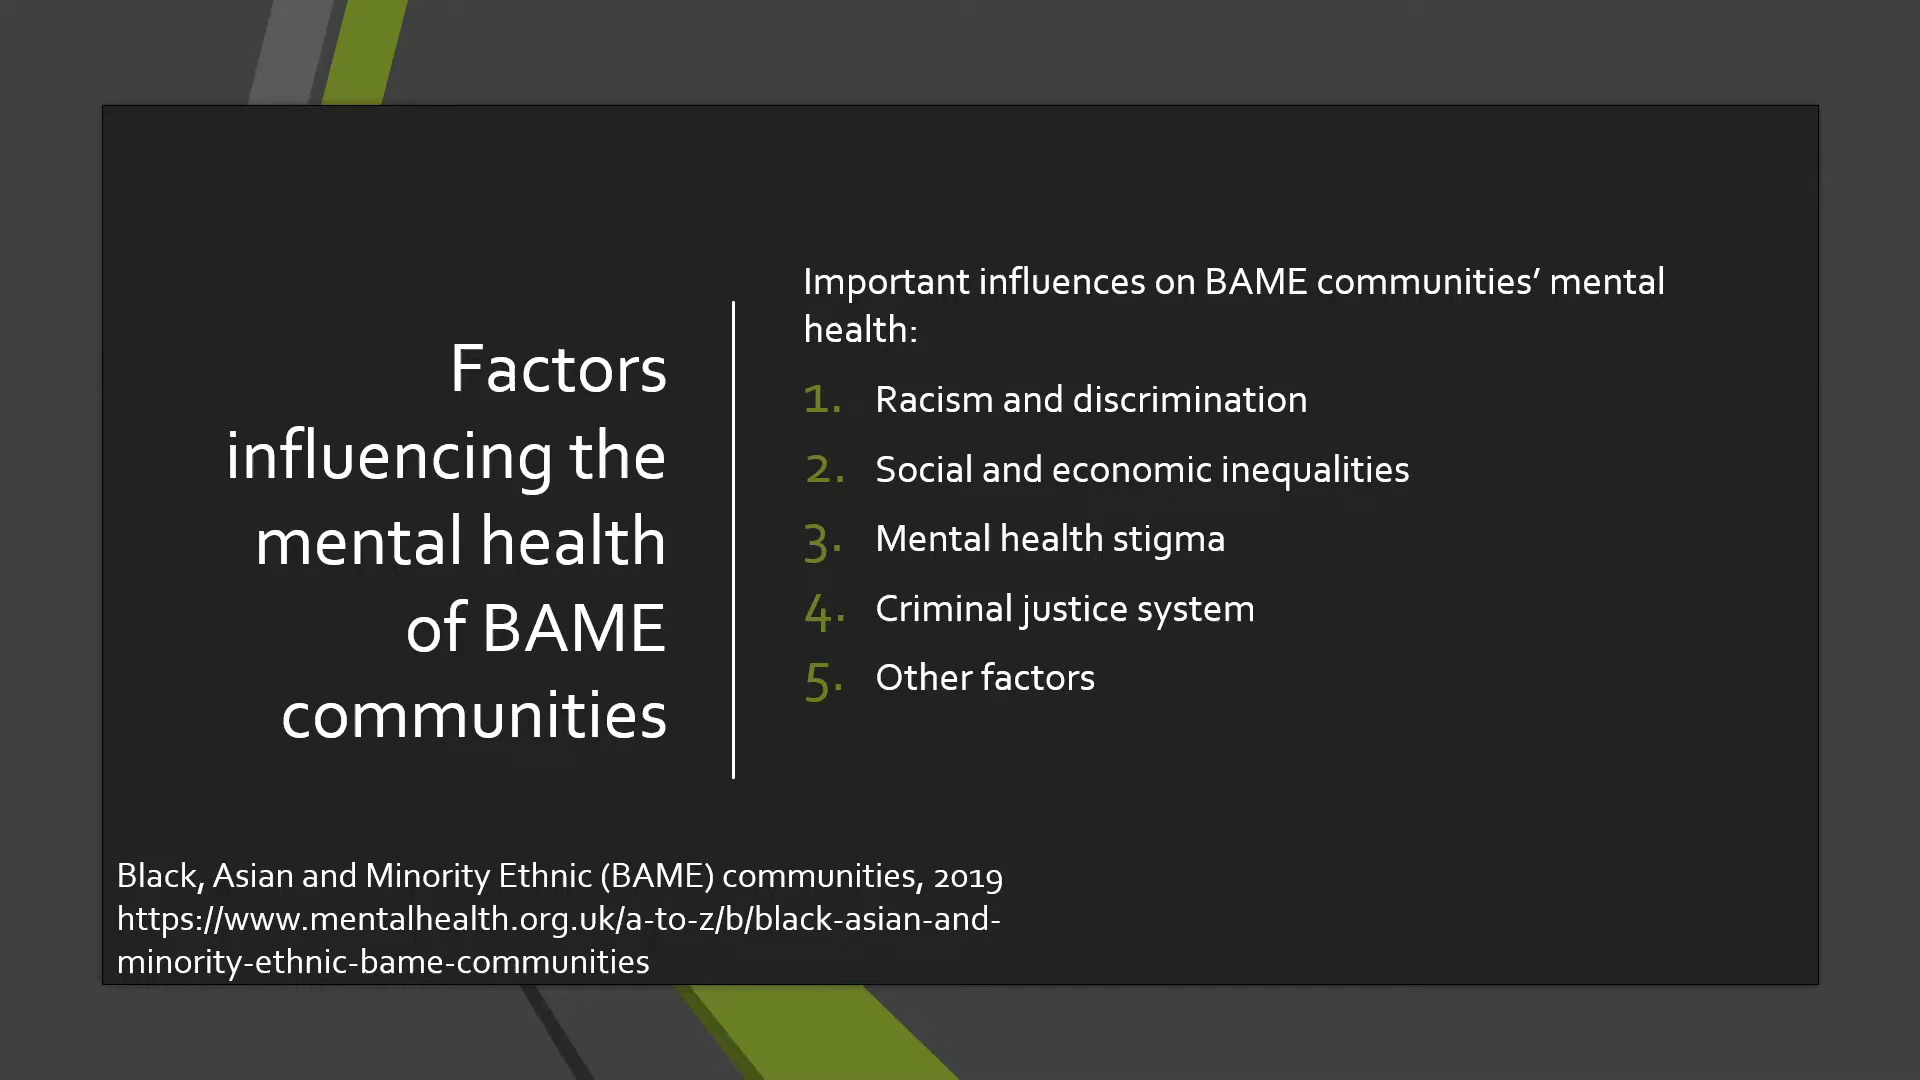 Factors
influencing the
mental health
of BAME
communities
Important influences on BAME communities’ mental
health:
1. Racism and discrimination
2. Social and economic inequalities
3. Mental health stigma
4. Criminal justice system
5. Other factors
Black, Asian and Minority Ethnic (BAME) communities, 2019
https://www.mentalhealth.org.uk/a-to-z/b/black-asian-and-
minority-ethnic-bame-communities